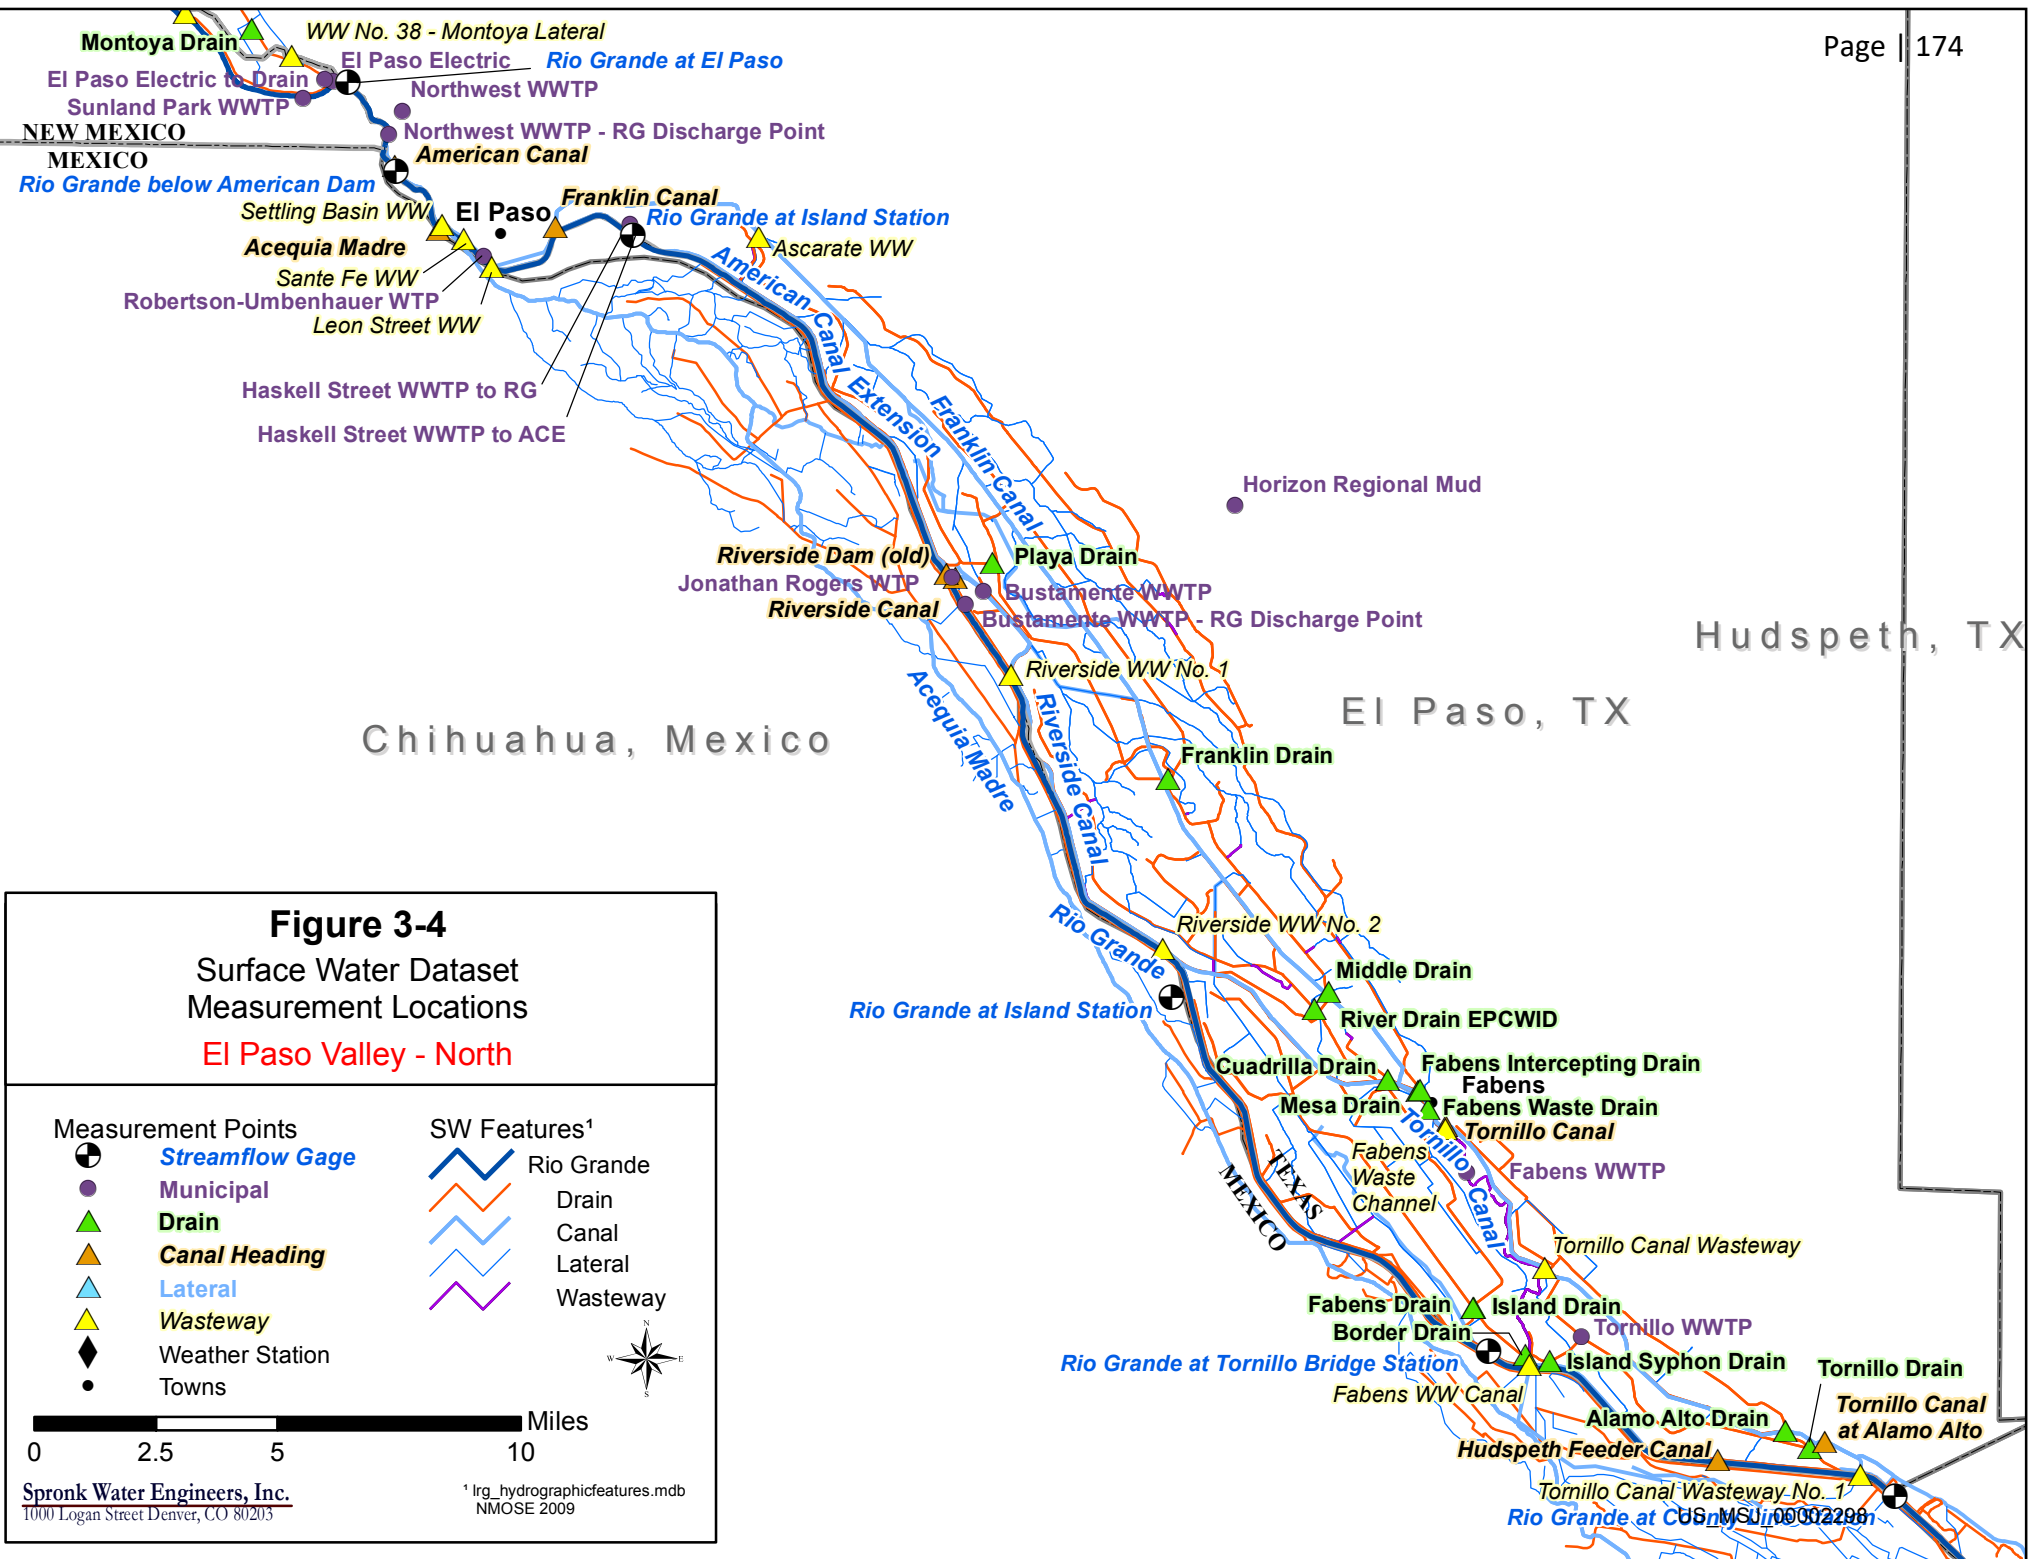 Page | 174
WW No. 38 - Montoya Lateral
Montoya Drain
El Paso Electric
Rio Grande at El Paso
El Paso Electric to Drain
Northwest WWTP
Sunland Park WWTP
NEW MEXICO
Northwest WWTP - RG Discharge Point
MEXICO
American Canal
Rio Grande below American Dam
Franklin Canal
Settling Basin WW
El Paso
Rio Grande at Island Station
Acequia Madre
Ascarate WW
Sante Fe WW
American Canal Extension
Robertson-Umbenhauer WTP
Leon Street WW
Haskell Street WWTP to RG
Franklin Canal
Haskell Street WWTP to ACE
Horizon Regional Mud
Riverside Dam (old)
Playa Drain
Jonathan Rogers WTP
Bustamente WWTP
Riverside Canal
Bustamente WWTP - RG Discharge Point
Hudspeth, TX
Riverside WW No. 1
Acequia Madre
Riverside Canal
El Paso, TX
Chihuahua, Mexico
Franklin Drain
Riverside WW No. 2
Rio Grande
Middle Drain
Rio Grande at Island Station
River Drain EPCWID
Cuadrilla Drain
Fabens Intercepting Drain
Fabens
Mesa Drain
Fabens Waste Drain
Tornillo Canal
Tornillo Canal
Fabens
Waste
Channel
Fabens WWTP
TEXAS
MEXICO
Tornillo Canal Wasteway
Fabens Drain
Island Drain
Border Drain
Tornillo WWTP
Rio Grande at Tornillo Bridge Station
Island Syphon Drain
Tornillo Drain
Fabens WW Canal
Tornillo Canal
at Alamo Alto
Alamo Alto Drain
Hudspeth Feeder Canal
Tornillo Canal Wasteway No. 1
Rio Grande at County Line Station
US_MSJ_00002298
Figure 3-4
Surface Water Dataset
Measurement Locations
El Paso Valley - North
Measurement Points
Streamflow Gage
Municipal
Drain
Canal Heading
Lateral
Wasteway
Weather Station
Towns
SW Features¹
Rio Grande
Drain
Canal
Lateral
Wasteway
N
W E
S
Miles
0 2.5 5 10
Spronk Water Engineers, Inc.
1000 Logan Street Denver, CO 80203
¹ lrg_hydrographicfeatures.mdb
NMOSE 2009